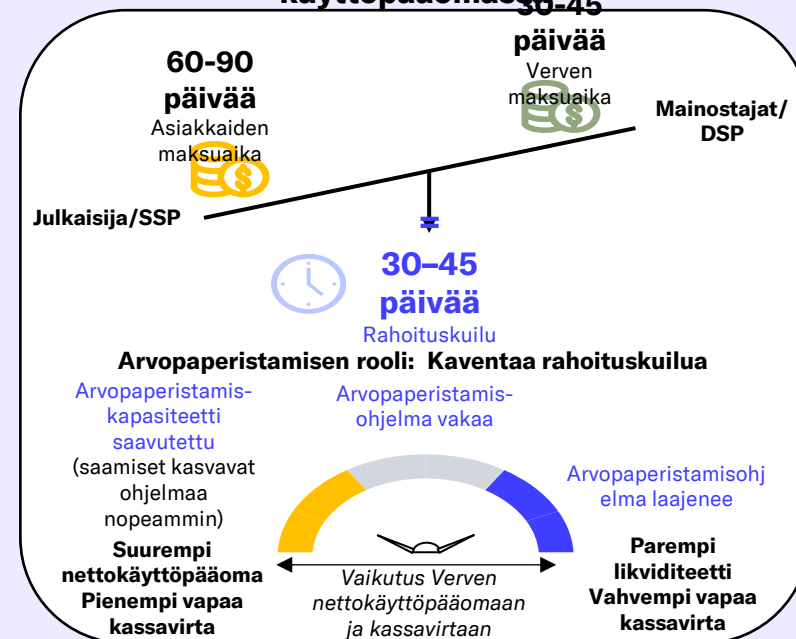 käyttöpääomassa
60-90
päivää
Asiakkaiden
maksuaika
30-45
päivää
Verven
maksuaika
Mainostajat/
DSP
Julkaisija/SSP
=
30–45
päivää
Rahoituskuilu
Arvopaperistamisen rooli: Kaventaa rahoituskuilua
Arvopaperistamis-
kapasiteetti
saavutettu
(saamiset kasvavat
ohjelmaa
nopeammin)
Suurempi
nettokäyttöpääoma
Pienempi vapaa
kassavirta
Arvopaperistamis-
ohjelma vakaa
Vaikutus Verven
nettokäyttöpääomaan
ja kassavirtaan
Arvopaperistamisohj
elma laajenee
Parempi
likviditeetti
Vahvempi vapaa
kassavirta